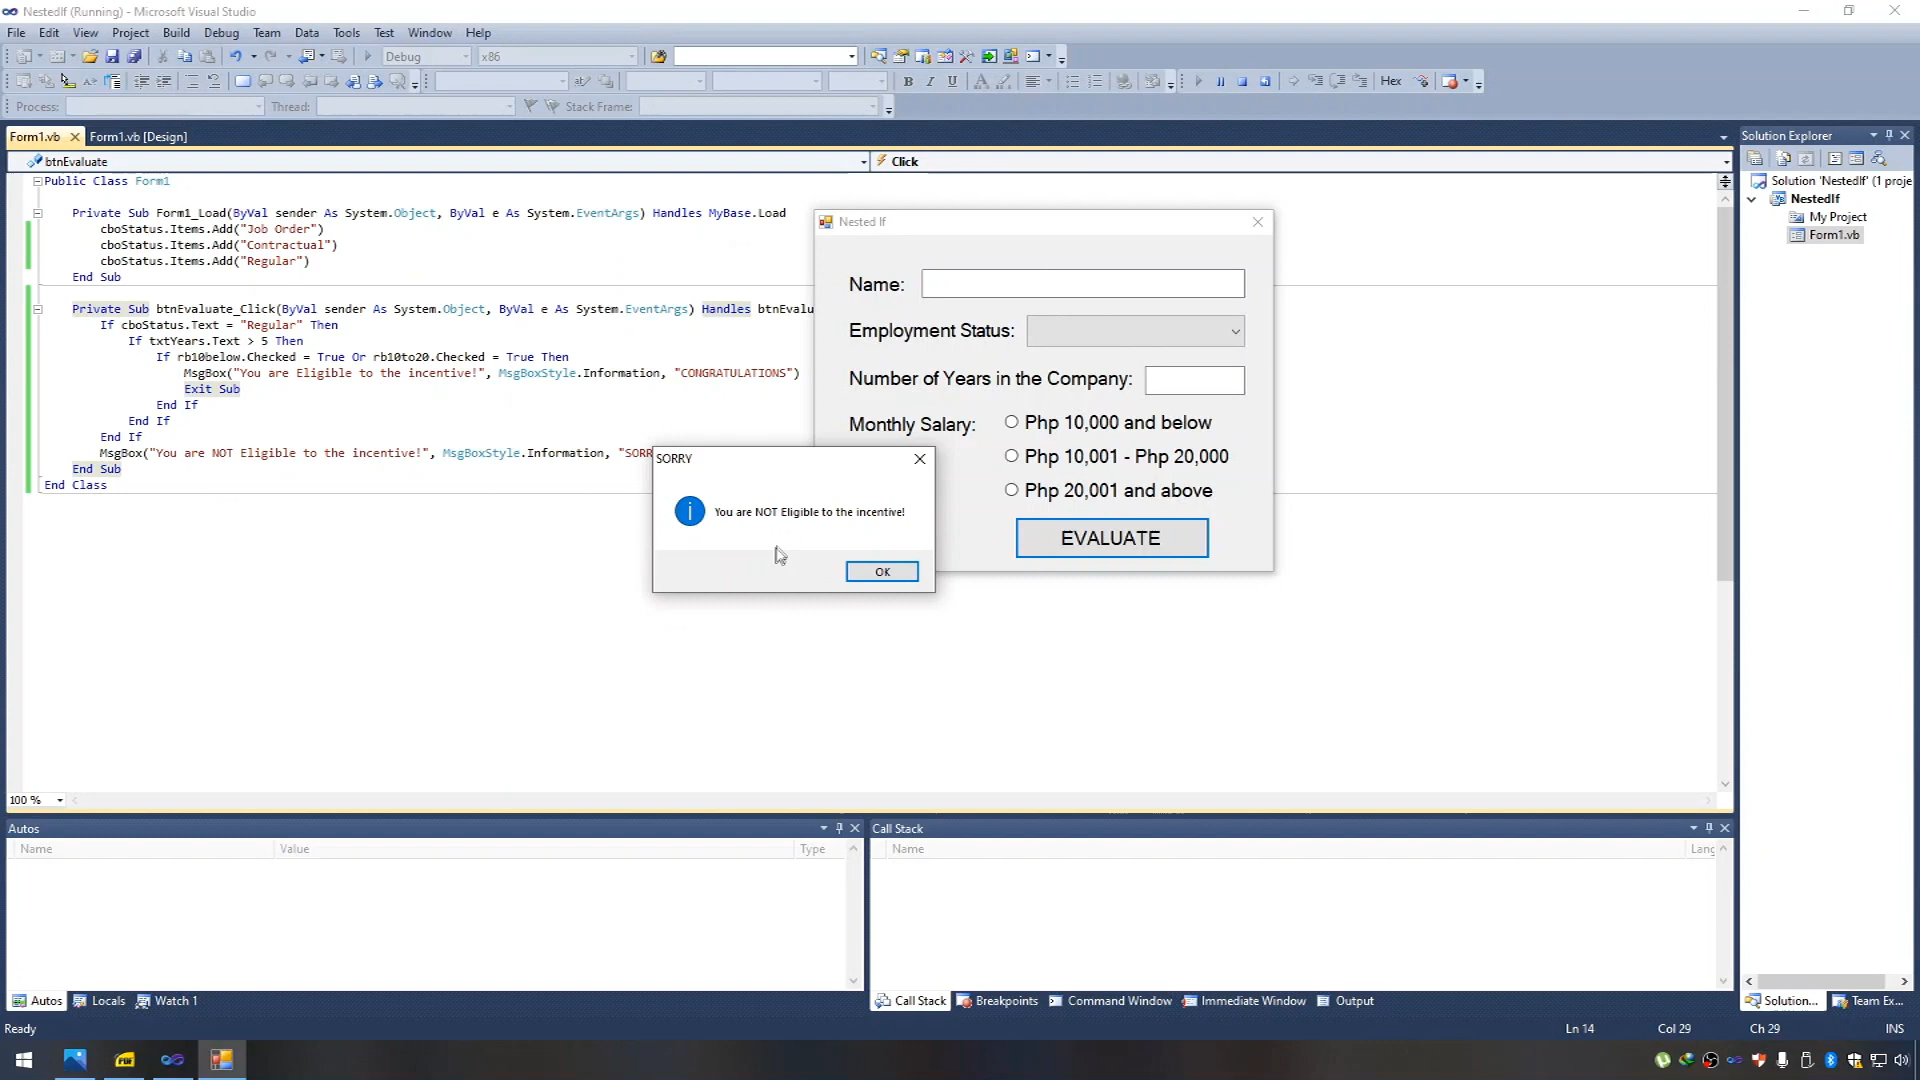 NestedIf (Running) - Microsoft Visual Studio
File Edit View Project Build Debug Team Data Tools Test Window Help
Debug x86
Hex
Process: Thread: Stack Frame:
Form1.vb Form1.vb [Design]
btnEvaluate Click
Public Class Form1
Private Sub Form1_Load(ByVal sender As System.Object, ByVal e As System.EventArgs) Handles MyBase.Load
cboStatus.Items.Add("Job Order")
cboStatus.Items.Add("Contractual")
cboStatus.Items.Add("Regular")
End Sub
Private Sub btnEvaluate_Click(ByVal sender As System.Object, ByVal e As System.EventArgs) Handles btnEvalu
If cboStatus.Text = "Regular" Then
If txtYears.Text > 5 Then
If rb10below.Checked = True Or rb10to20.Checked = True Then
MsgBox("You are Eligible to the incentive!", MsgBoxStyle.Information, "CONGRATULATIONS")
Exit Sub
End If
End If
End If
MsgBox("You are NOT Eligible to the incentive!", MsgBoxStyle.Information, "SORR
End Sub
End Class
Nested If
Name:
Employment Status:
Number of Years in the Company:
Monthly Salary:
Php 10,000 and below
Php 10,001 - Php 20,000
Php 20,001 and above
EVALUATE
SORRY
You are NOT Eligible to the incentive!
OK
Solution Explorer
Solution 'NestedIf' (1 proje
NestedIf
My Project
Form1.vb
100 %
Autos
Name Value Type
Call Stack
Name Lang
Autos Locals Watch 1
Call Stack Breakpoints Command Window Immediate Window Output
Solution... Team Ex...
Ready Ln 14 Col 29 Ch 29 INS
PDF